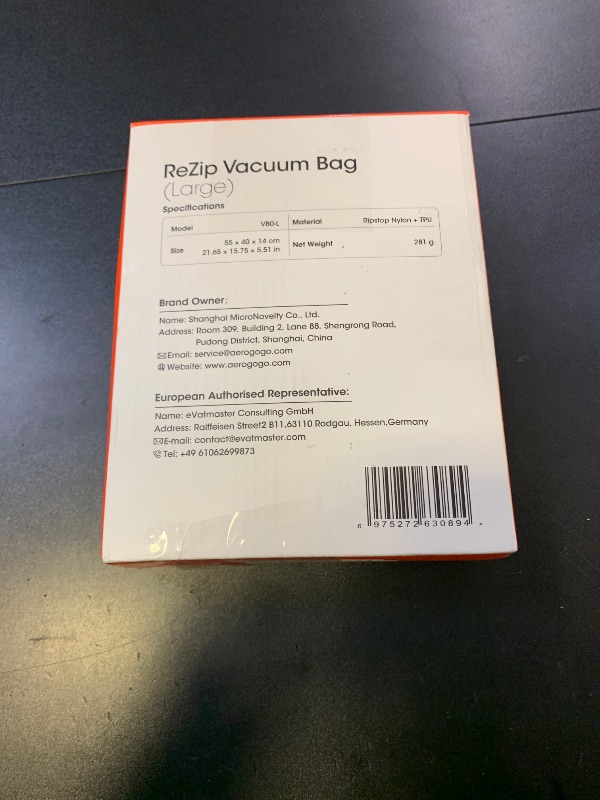 ReZip Vacuum Bag
(Large)
Specifications
Model VB0-L Material Ripstop Nylon + TPU
Size 55 × 40 × 14 cm 21.65 × 15.75 × 5.51 in Net Weight 281 g
Brand Owner:
Name: Shanghai MicroNovelty Co., Ltd.
Address: Room 309, Building 2, Lane 88, Shengrong Road,
Pudong District, Shanghai, China
Email: service@aerogogo.com
Website: www.aerogogo.com
European Authorised Representative:
Name: eVatmaster Consulting GmbH
Address: Raiffeisen Street2 B11,63110 Rodgau, Hessen,Germany
E-mail: contact@evatmaster.com
Tel: +49 61062699873
6 975272 630894